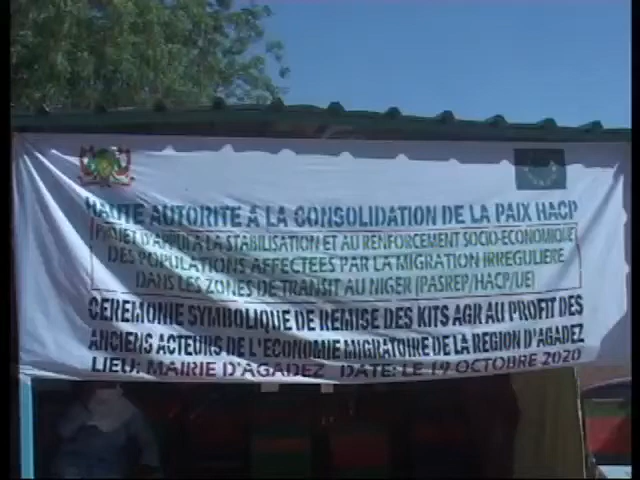 HAUTE AUTORITE A LA CONSOLIDATION DE LA PAIX HACP
PROJET D'APPUI A LA STABILISATION ET AU RENFORCEMENT SOCIO-ECONOMIQUE
DES POPULATIONS AFFECTEES PAR LA MIGRATION IRREGULIERE
DANS LES ZONES DE TRANSIT AU NIGER [PASREP/HACP/UE]
CEREMONIE SYMBOLIQUE DE REMISE DES KITS AGR AU PROFIT DES
ANCIENS ACTEURS DE L'ECONOMIE MIGRATOIRE DE LA REGION D'AGADEZ
LIEU: MAIRIE D'AGADEZ DATE: LE 19 OCTOBRE 2020